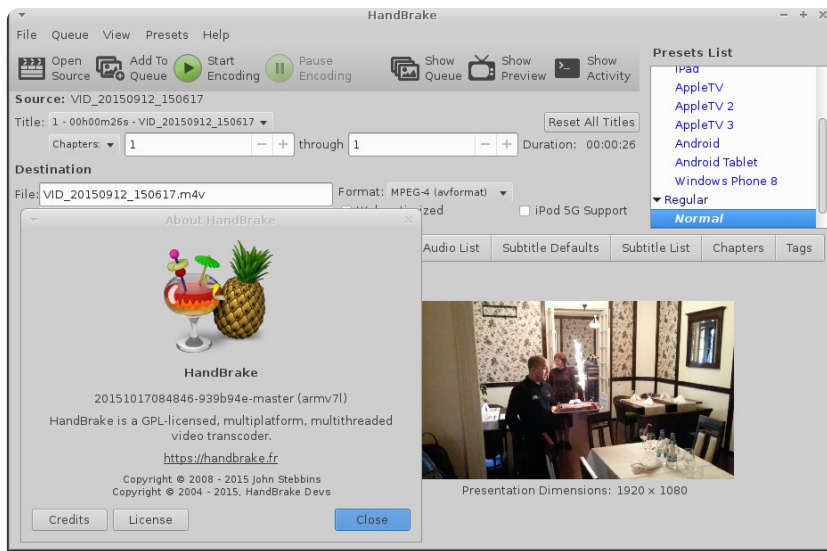 HandBrake
File Queue View Presets Help
Open Source
Add To Queue
Start Encoding
Pause Encoding
Show Queue
Show Preview
Show Activity
Source: VID_20150912_150617
Title: 1 - 00h00m26s - VID_20150912_150617
Reset All Titles
Chapters: 1 through 1 Duration: 00:00:26
Destination
File: VID_20150912_150617.m4v
Format: MPEG-4 (avformat)
iPod 5G Support
Presets List
iPad
AppleTV
AppleTV 2
AppleTV 3
Android
Android Tablet
Windows Phone 8
Regular
Normal
Audio List Subtitle Defaults Subtitle List Chapters Tags
About HandBrake
HandBrake
20151017084846-939b94e-master (armv7l)
HandBrake is a GPL-licensed, multiplatform, multithreaded
video transcoder.
https://handbrake.fr
Copyright © 2008 - 2015 John Stebbins
Copyright © 2004 - 2015, HandBrake Devs
Credits License Close
Presentation Dimensions: 1920 x 1080